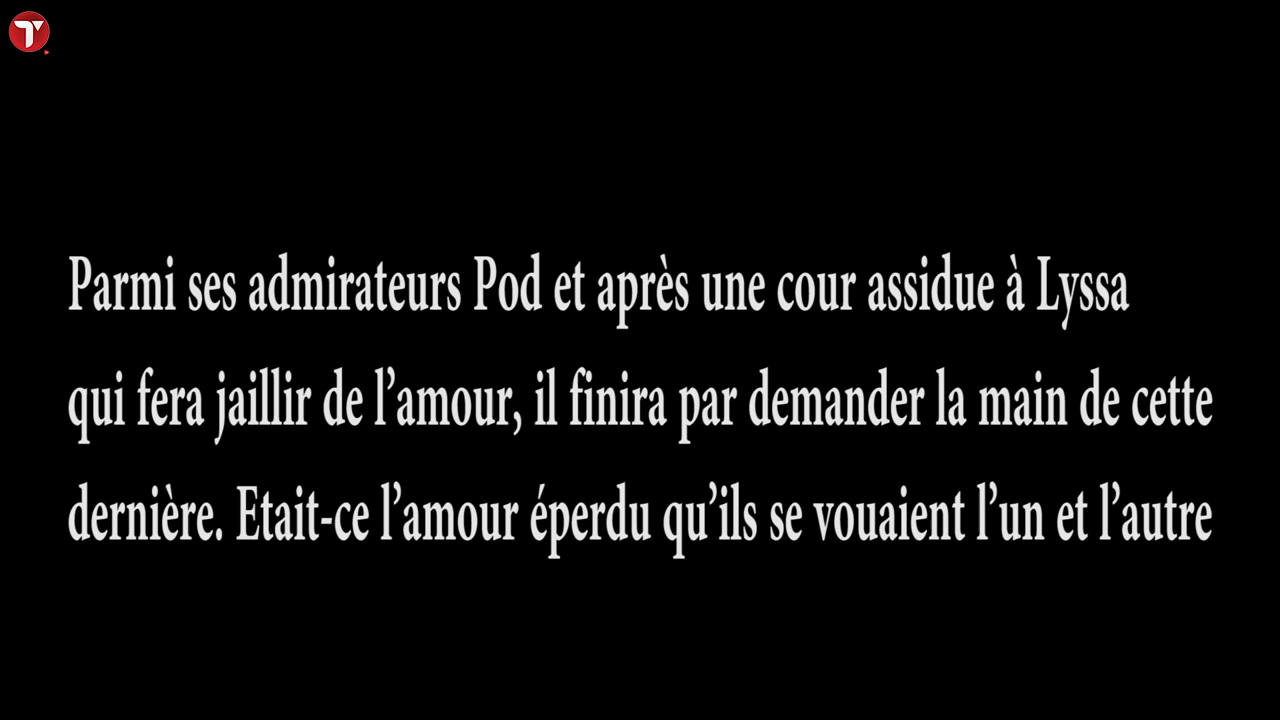 Parmi ses admirateurs Pod et après une cour assidue à Lyssa
qui fera jaillir de l’amour, il finira par demander la main de cette
dernière. Etait-ce l’amour éperdu qu’ils se vouaient l’un et l’autre